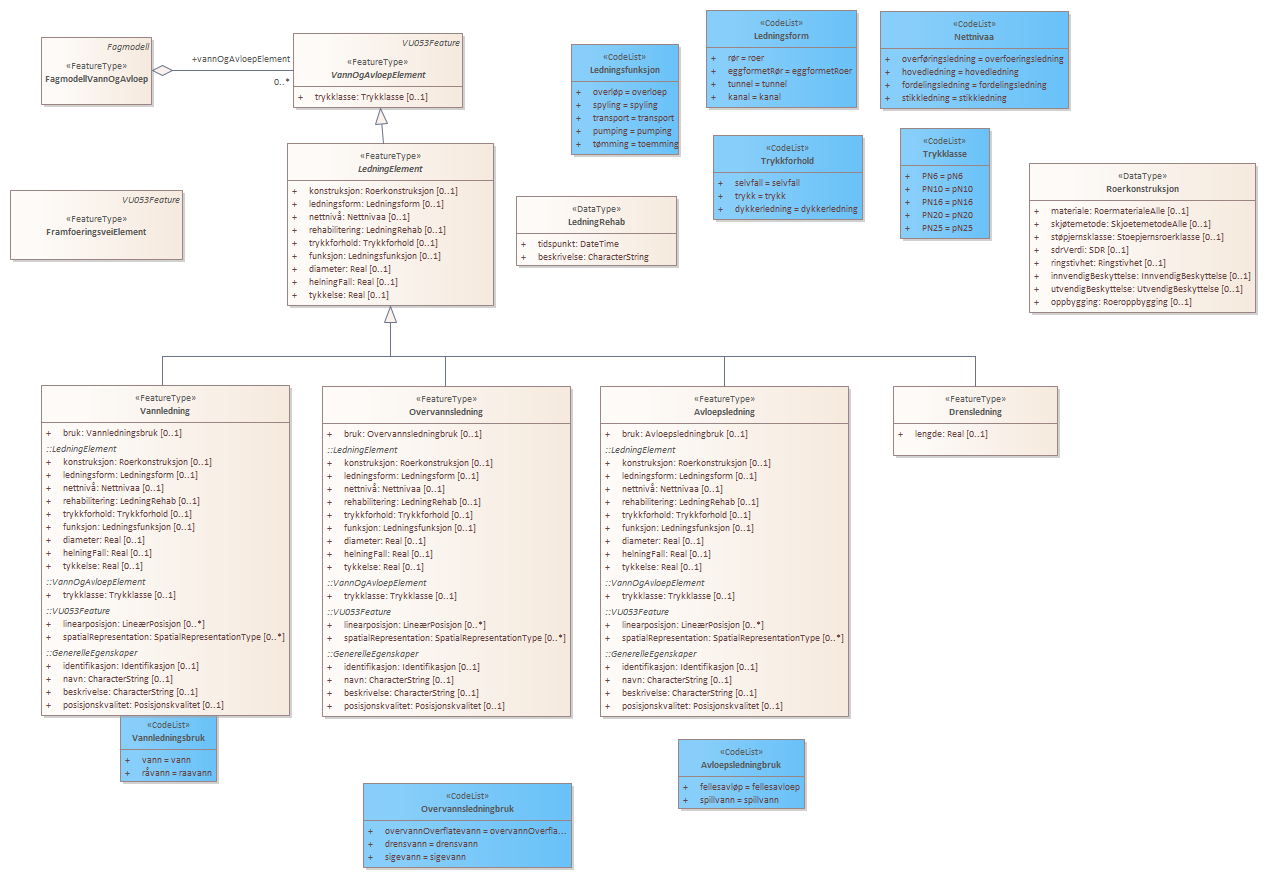 Fagmodell
«FeatureType»
FagmodellVannOgAvloep
+vannOgAvloepElement
0..*
VU053Feature
«FeatureType»
VannOgAvloepElement
+ trykklasse: Trykklasse [0..1]
«FeatureType»
LedningElement
+ konstruksjon: Roerkonstruksjon [0..1]
+ ledningsform: Ledningsform [0..1]
+ nettnivå: Nettnivaa [0..1]
+ rehabilitering: LedningRehab [0..1]
+ trykkforhold: Trykkforhold [0..1]
+ funksjon: Ledningsfunksjon [0..1]
+ diameter: Real [0..1]
+ helningFall: Real [0..1]
+ tykkelse: Real [0..1]
VU053Feature
«FeatureType»
FramfoeringsveiElement
«CodeList»
Ledningsfunksjon
+ overløp = overloep
+ spyling = spyling
+ transport = transport
+ pumping = pumping
+ tømming = toemming
«CodeList»
Ledningsform
+ rør = roer
+ eggformetRør = eggformetRoer
+ tunnel = tunnel
+ kanal = kanal
«CodeList»
Nettnivaa
+ overføringsledning = overfoeringsledning
+ hovedledning = hovedledning
+ fordelingsledning = fordelingsledning
+ stikkledning = stikkledning
«CodeList»
Trykkforhold
+ selvfall = selvfall
+ trykk = trykk
+ dykkerledning = dykkerledning
«CodeList»
Trykklasse
+ PN6 = pN6
+ PN10 = pN10
+ PN16 = pN16
+ PN20 = pN20
+ PN25 = pN25
«DataType»
LedningRehab
+ tidspunkt: DateTime
+ beskrivelse: CharacterString
«DataType»
Roerkonstruksjon
+ materiale: RoermaterialeAlle [0..1]
+ skjøtemetode: SkjoetemetodeAlle [0..1]
+ støpjernsklasse: Stoepjernsroerklasse [0..1]
+ sdrVerdi: SDR [0..1]
+ ringstivhet: Ringstivhet [0..1]
+ innvendigBeskyttelse: InnvendigBeskyttelse [0..1]
+ utvendigBeskyttelse: UtvendigBeskyttelse [0..1]
+ oppbygging: Roeroppbygging [0..1]
«FeatureType»
Vannledning
+ bruk: Vannledningsbruk [0..1]
::LedningElement
+ konstruksjon: Roerkonstruksjon [0..1]
+ ledningsform: Ledningsform [0..1]
+ nettnivå: Nettnivaa [0..1]
+ rehabilitering: LedningRehab [0..1]
+ trykkforhold: Trykkforhold [0..1]
+ funksjon: Ledningsfunksjon [0..1]
+ diameter: Real [0..1]
+ helningFall: Real [0..1]
+ tykkelse: Real [0..1]
::VannOgAvloepElement
+ trykklasse: Trykklasse [0..1]
::VU053Feature
+ linearposisjon: LineærPosisjon [0..*]
+ spatialRepresentation: SpatialRepresentationType [0..*]
::GenerelleEgenskaper
+ identifikasjon: Identifikasjon [0..1]
+ navn: CharacterString [0..1]
+ beskrivelse: CharacterString [0..1]
+ posisjonskvalitet: Posisjonskvalitet [0..1]
«FeatureType»
Overvannsledning
+ bruk: Overvannsledningbruk [0..1]
::LedningElement
+ konstruksjon: Roerkonstruksjon [0..1]
+ ledningsform: Ledningsform [0..1]
+ nettnivå: Nettnivaa [0..1]
+ rehabilitering: LedningRehab [0..1]
+ trykkforhold: Trykkforhold [0..1]
+ funksjon: Ledningsfunksjon [0..1]
+ diameter: Real [0..1]
+ helningFall: Real [0..1]
+ tykkelse: Real [0..1]
::VannOgAvloepElement
+ trykklasse: Trykklasse [0..1]
::VU053Feature
+ linearposisjon: LineærPosisjon [0..*]
+ spatialRepresentation: SpatialRepresentationType [0..*]
::GenerelleEgenskaper
+ identifikasjon: Identifikasjon [0..1]
+ navn: CharacterString [0..1]
+ beskrivelse: CharacterString [0..1]
+ posisjonskvalitet: Posisjonskvalitet [0..1]
«FeatureType»
Avloepsledning
+ bruk: Avloepsledningbruk [0..1]
::LedningElement
+ konstruksjon: Roerkonstruksjon [0..1]
+ ledningsform: Ledningsform [0..1]
+ nettnivå: Nettnivaa [0..1]
+ rehabilitering: LedningRehab [0..1]
+ trykkforhold: Trykkforhold [0..1]
+ funksjon: Ledningsfunksjon [0..1]
+ diameter: Real [0..1]
+ helningFall: Real [0..1]
+ tykkelse: Real [0..1]
::VannOgAvloepElement
+ trykklasse: Trykklasse [0..1]
::VU053Feature
+ linearposisjon: LineærPosisjon [0..*]
+ spatialRepresentation: SpatialRepresentationType [0..*]
::GenerelleEgenskaper
+ identifikasjon: Identifikasjon [0..1]
+ navn: CharacterString [0..1]
+ beskrivelse: CharacterString [0..1]
+ posisjonskvalitet: Posisjonskvalitet [0..1]
«FeatureType»
Drensledning
+ lengde: Real [0..1]
«CodeList»
Vannledningsbruk
+ vann = vann
+ råvann = raavann
«CodeList»
Overvannsledningbruk
+ overvannOverflatevann = overvannOverfla...
+ drensvann = drensvann
+ sigevann = sigevann
«CodeList»
Avloepsledningbruk
+ fellesavløp = fellesavloep
+ spillvann = spillvann